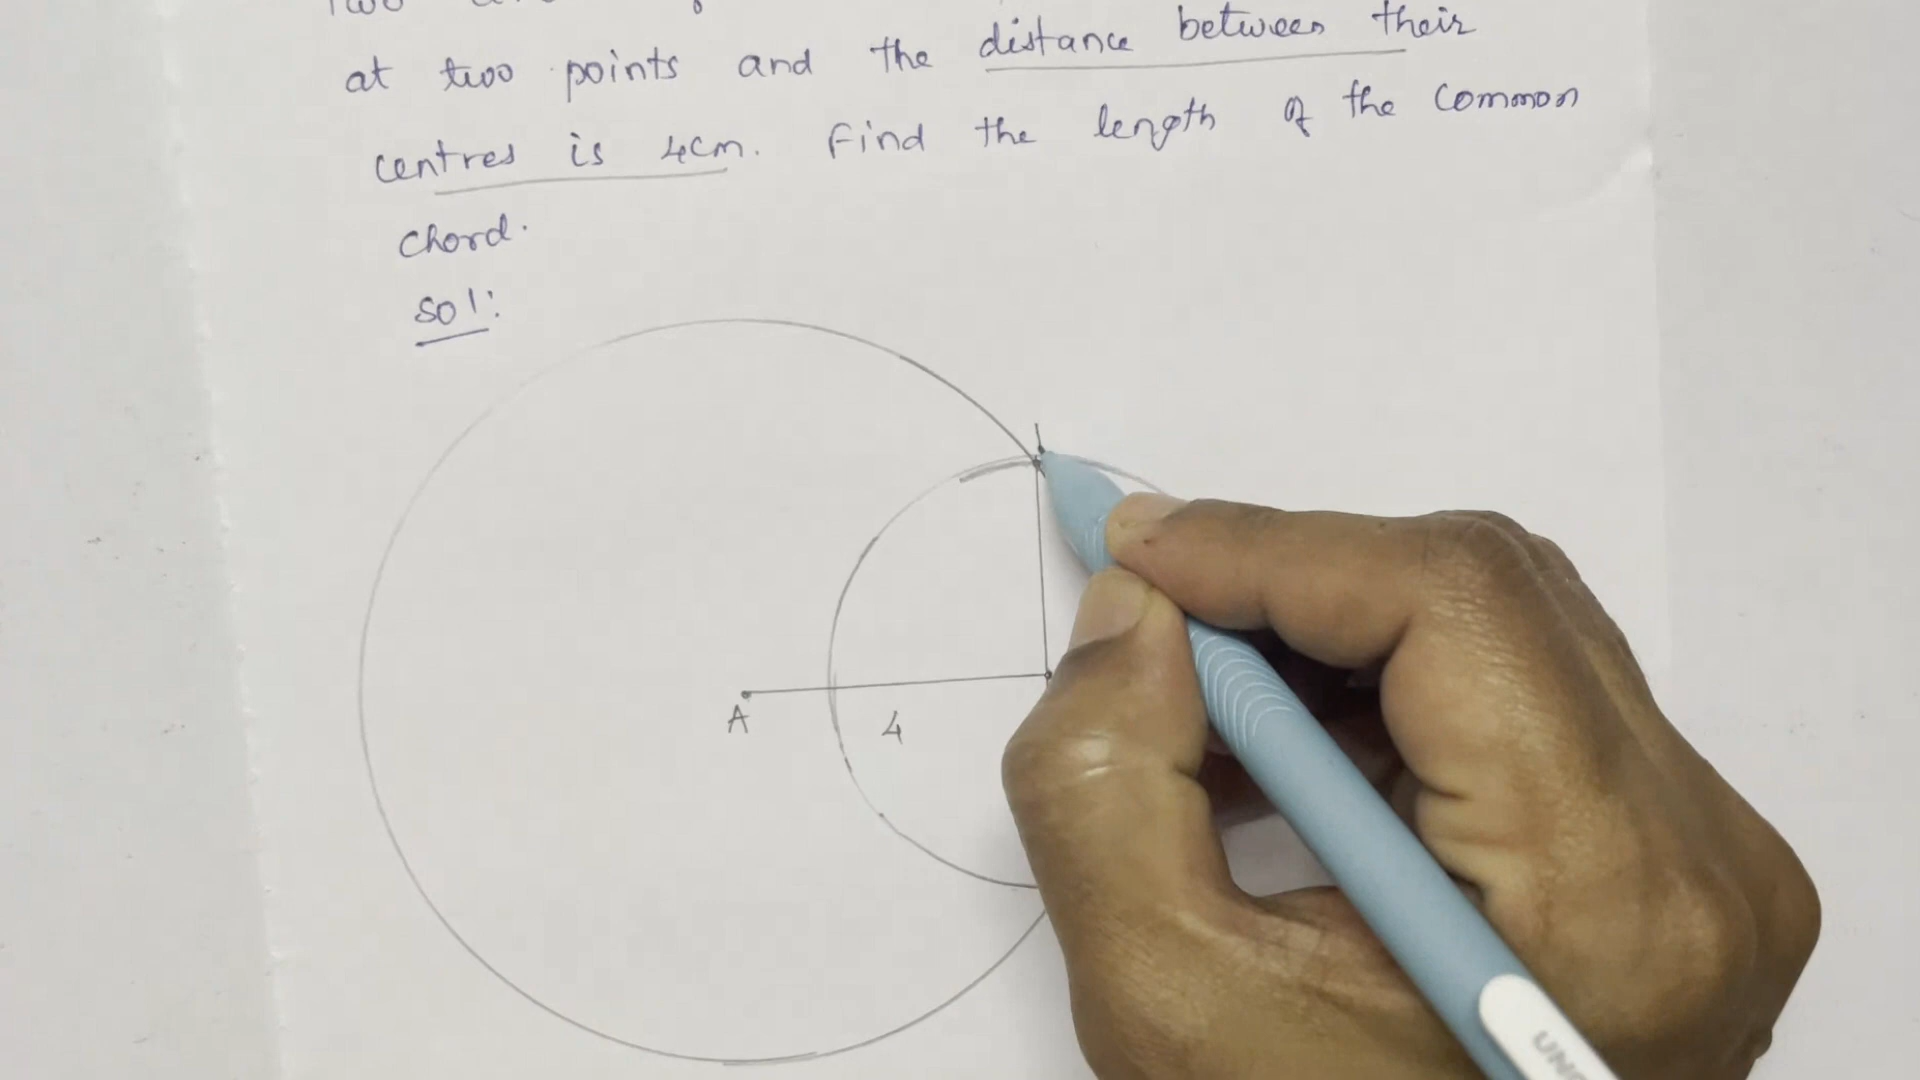 Two
at two points and the distance between their
centres is 4cm. Find the length of the common
chord.
Sol:
A
4